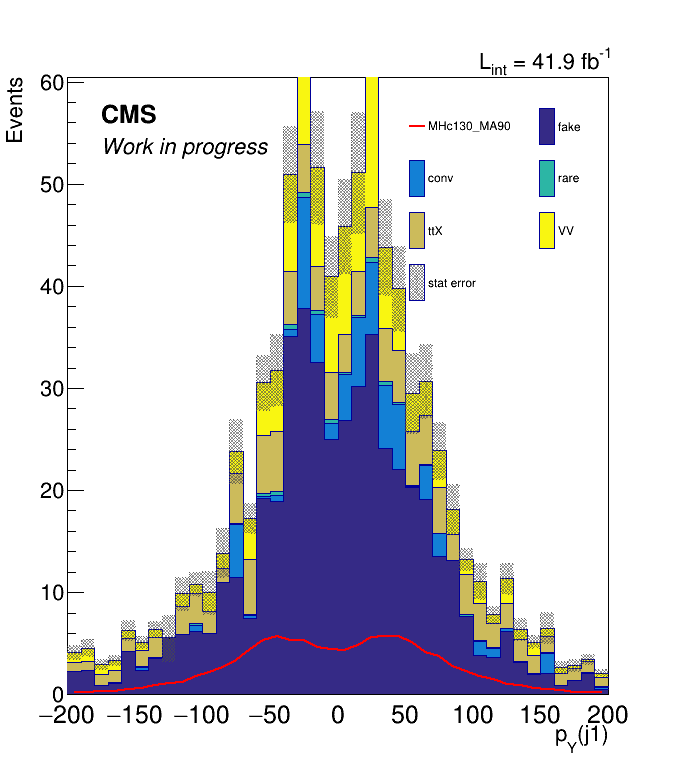 L_int = 41.9 fb^-1
Events
60
50
40
30
20
10
0
CMS
Work in progress
MHc130_MA90
fake
conv
rare
ttX
VV
stat error
−200 −150 −100 −50 0 50 100 150 200
p_Y(j1)